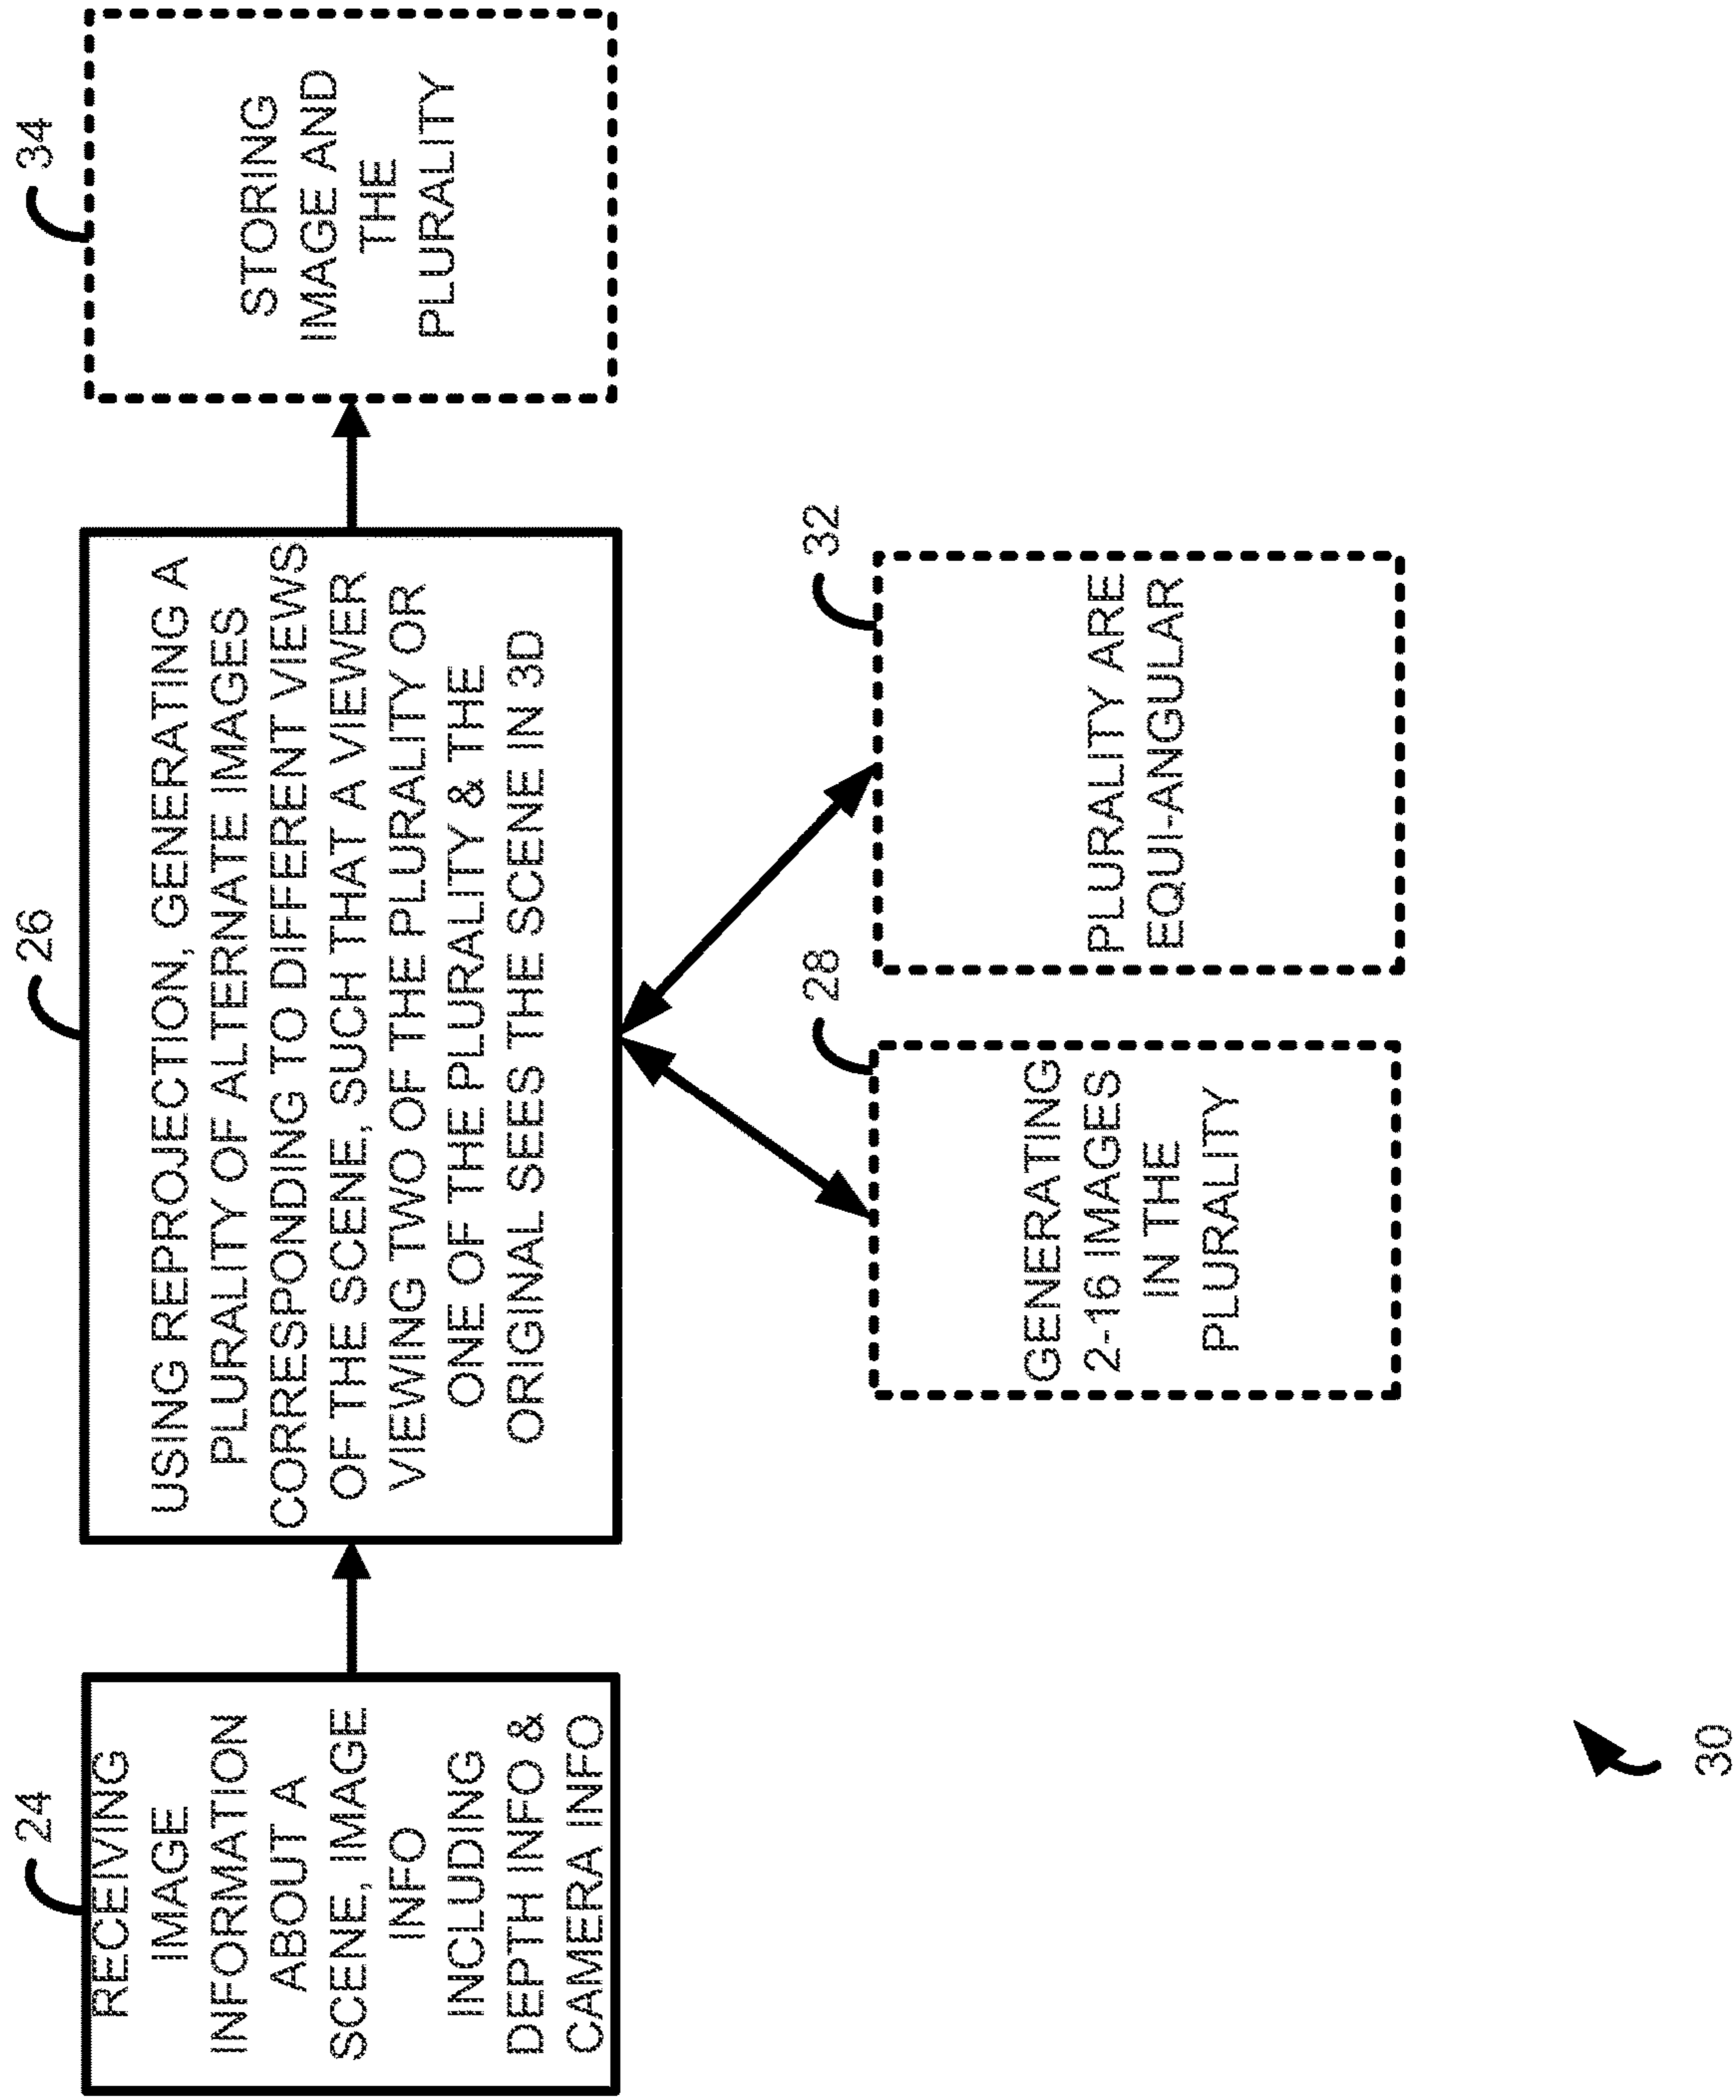 24
RECEIVING
IMAGE
INFORMATION
ABOUT A
SCENE, IMAGE
INFO
INCLUDING
DEPTH INFO &
CAMERA INFO
26
USING REPROJECTION, GENERATING A
PLURALITY OF ALTERNATE IMAGES
CORRESPONDING TO DIFFERENT VIEWS
OF THE SCENE, SUCH THAT A VIEWER
VIEWING TWO OF THE PLURALITY OR
ONE OF THE PLURALITY & THE
ORIGINAL SEES THE SCENE IN 3D
34
STORING
IMAGE AND
THE
PLURALITY
28
GENERATING
2-16 IMAGES
IN THE
PLURALITY
32
PLURALITY ARE
EQUI-ANGULAR
30